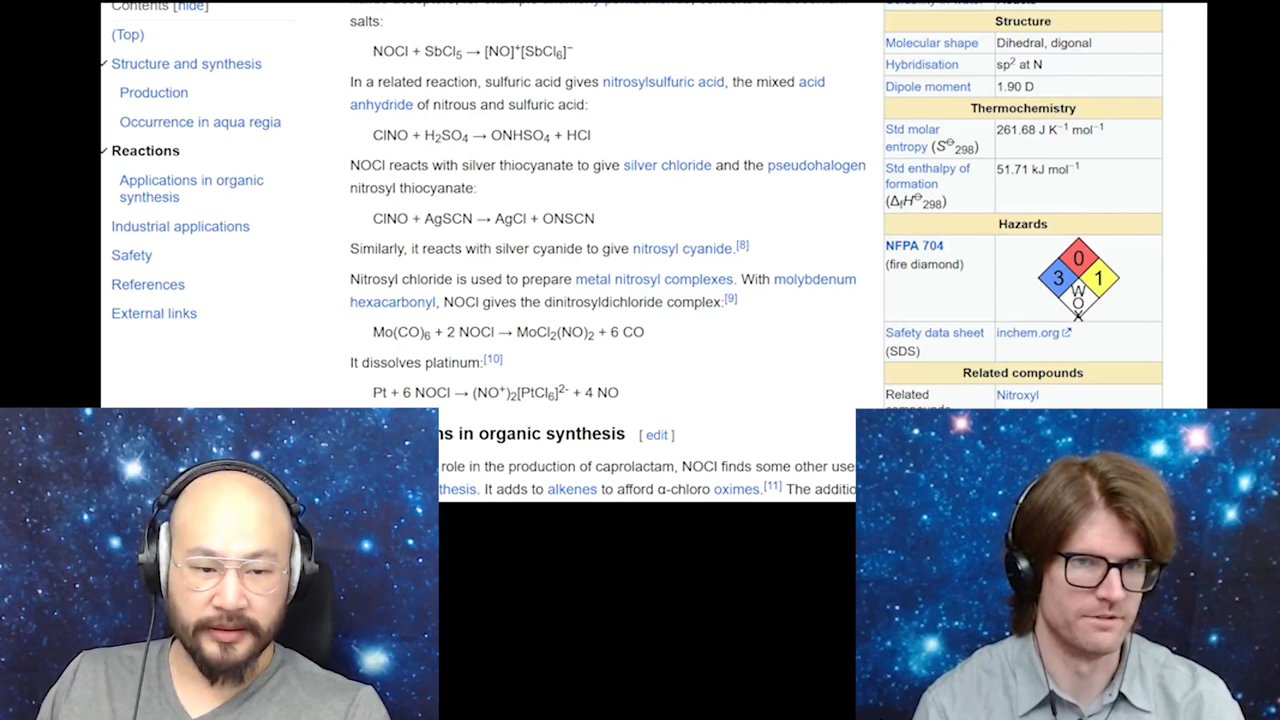 Contents [hide]
(Top)
Structure and synthesis
Production
Occurrence in aqua regia
Reactions
Applications in organic
synthesis
Industrial applications
Safety
References
External links
salts:
NOCl + SbCl₅ → [NO]⁺[SbCl₆]⁻
In a related reaction, sulfuric acid gives nitrosylsulfuric acid, the mixed acid
anhydride of nitrous and sulfuric acid:
ClNO + H₂SO₄ → ONHSO₄ + HCl
NOCl reacts with silver thiocyanate to give silver chloride and the pseudohalogen
nitrosyl thiocyanate:
ClNO + AgSCN → AgCl + ONSCN
Similarly, it reacts with silver cyanide to give nitrosyl cyanide.[8]
Nitrosyl chloride is used to prepare metal nitrosyl complexes. With molybdenum
hexacarbonyl, NOCl gives the dinitrosyldichloride complex:[9]
Mo(CO)₆ + 2 NOCl → MoCl₂(NO)₂ + 6 CO
It dissolves platinum:[10]
Pt + 6 NOCl → (NO⁺)₂[PtCl₆]²⁻ + 4 NO
ns in organic synthesis [ edit ]
role in the production of caprolactam, NOCl finds some other use
thesis. It adds to alkenes to afford α-chloro oximes.[11] The additio
Structure
Molecular shape Dihedral, digonal
Hybridisation sp² at N
Dipole moment 1.90 D
Thermochemistry
Std molar 261.68 J K⁻¹ mol⁻¹
entropy (S⦵₂₉₈)
Std enthalpy of 51.71 kJ mol⁻¹
formation
(ΔfH⦵₂₉₈)
Hazards
NFPA 704
(fire diamond)
0
3 1
W
O
X
Safety data sheet inchem.org
(SDS)
Related compounds
Related Nitroxyl